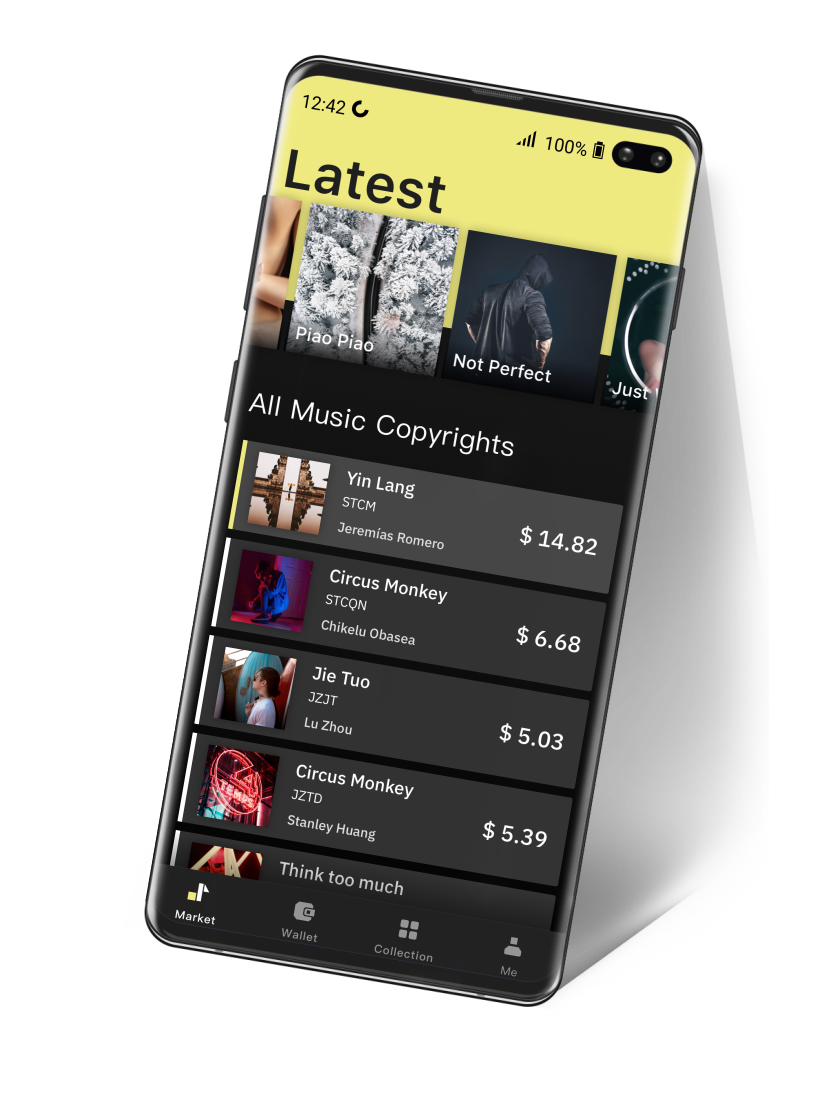 12:42
100%
Latest
Piao Piao
Not Perfect
Just
All Music Copyrights
Yin Lang
STCM
Jeremías Romero
$ 14.82
Circus Monkey
STCQN
Chikelu Obasea
$ 6.68
Jie Tuo
JZJT
Lu Zhou
$ 5.03
TEMPL
Circus Monkey
JZTD
Stanley Huang
$ 5.39
Think too much
Market
Wallet
Collection
Me